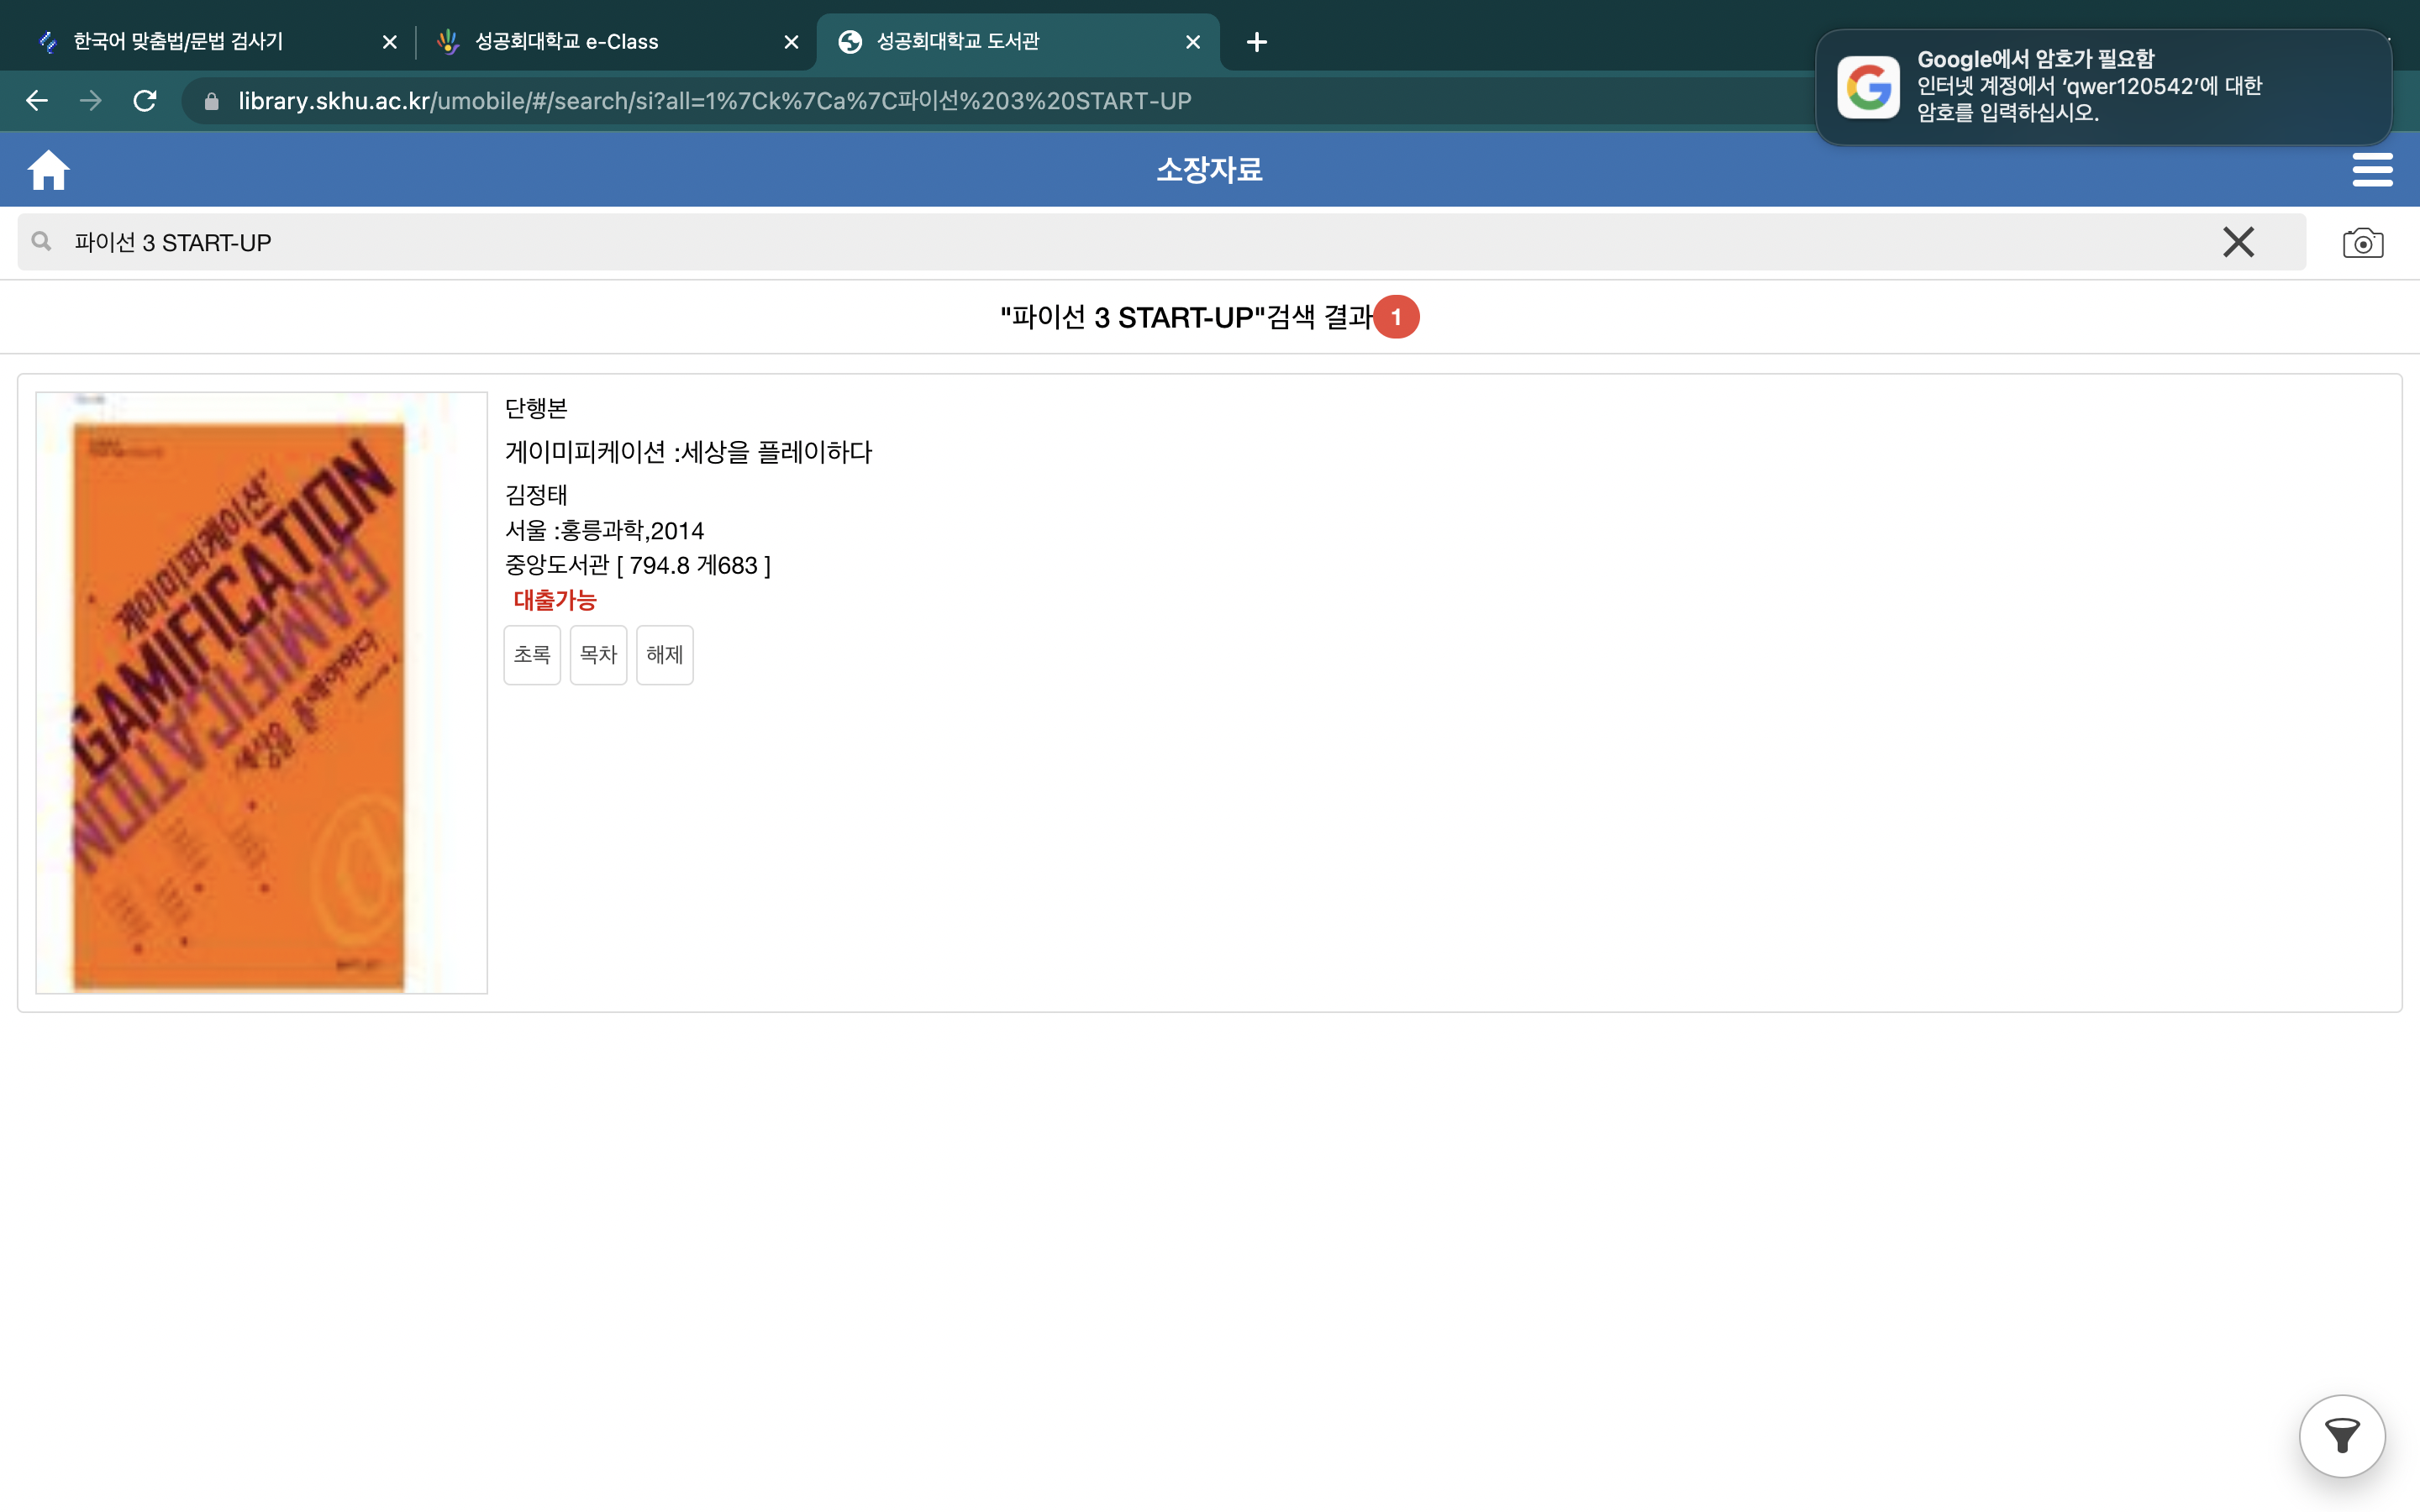 한국어 맞춤법/문법 검사기
성공회대학교 e-Class
성공회대학교 도서관
Google에서 암호가 필요함
인터넷 계정에서 ‘qwer120542’에 대한
암호를 입력하십시오.
library.skhu.ac.kr/umobile/#/search/si?all=1%7Ck%7Ca%7C파이선%203%20START-UP
소장자료
파이선 3 START-UP
"파이선 3 START-UP"검색 결과 1
단행본
게이미피케이션 :세상을 플레이하다
김정태
서울 :홍릉과학,2014
중앙도서관 [ 794.8 게683 ]
대출가능
초록 목차 해제
게이미피케이션
GAMIFICATION
GAMIFICATION
세상을 플레이하다
@